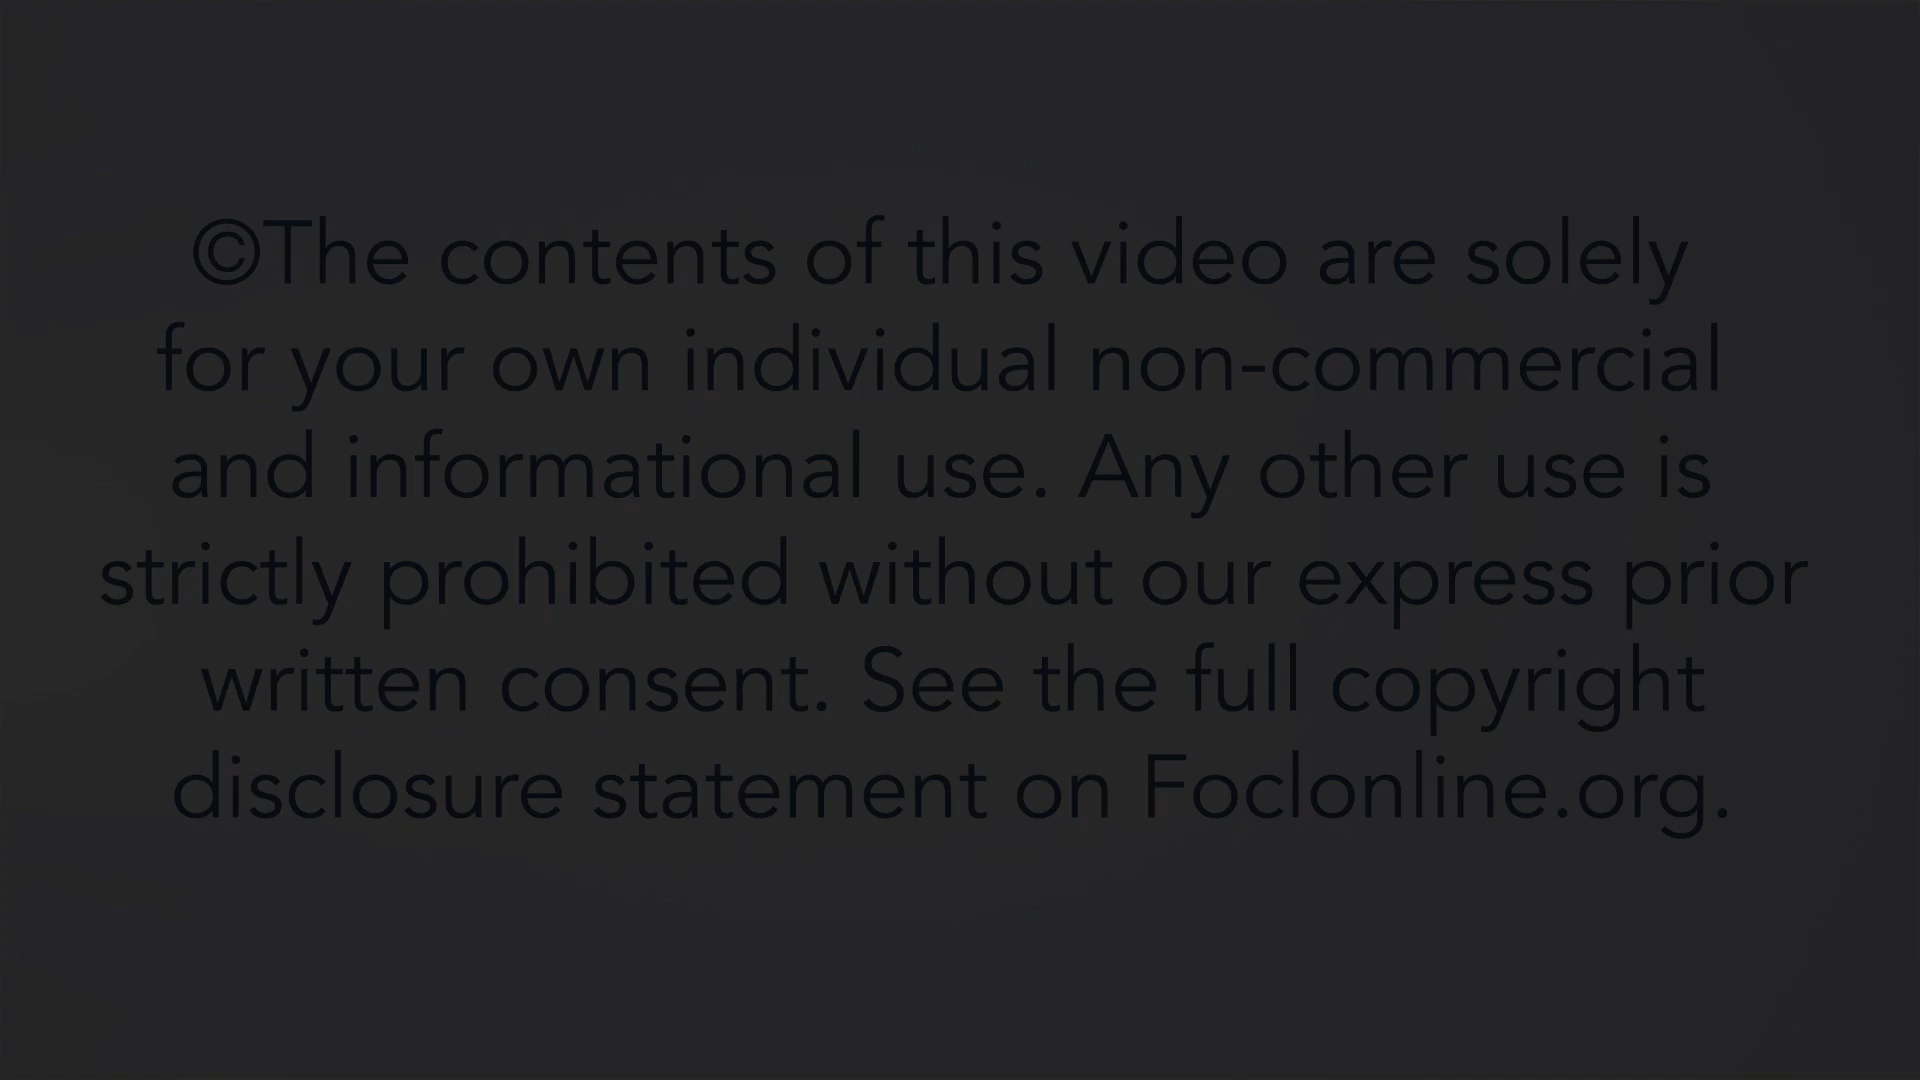 ©The contents of this video are solely
for your own individual non-commercial
and informational use. Any other use is
strictly prohibited without our express prior
written consent. See the full copyright
disclosure statement on Foclonline.org.